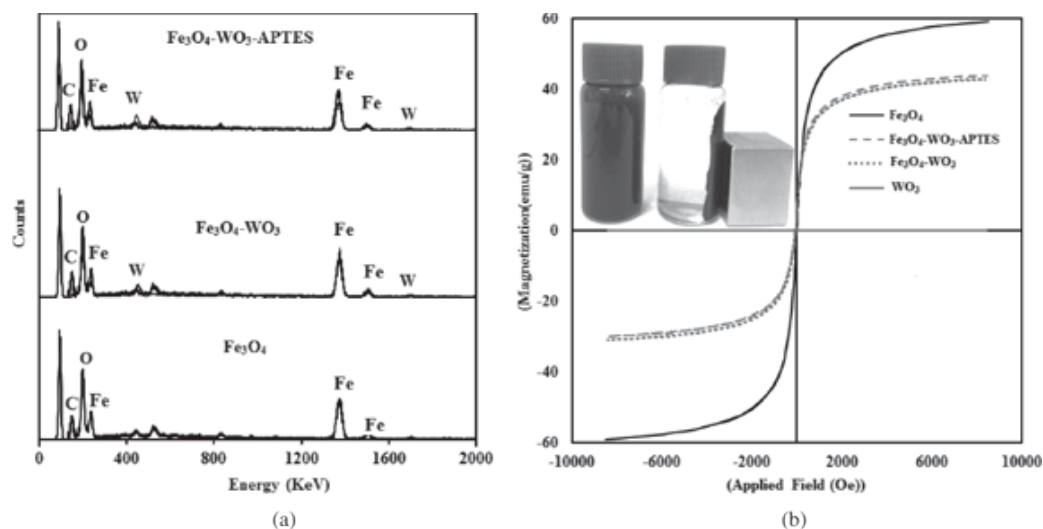 Fe₃O₄-WO₃-APTES
O
C
Fe
W
Fe
Fe
W
Fe₃O₄-WO₃
O
C
Fe
W
Fe
Fe
W
Fe₃O₄
O
C
Fe
Fe
Fe
Counts
0 400 800 1200 1600 2000
Energy (KeV)
(a)
60
40
20
0
-20
-40
-60
(Magnetization(emu/g)
Fe₃O₄
Fe₃O₄-WO₃-APTES
Fe₃O₄-WO₃
WO₃
-10000 -6000 -2000 2000 6000 10000
(Applied Field (Oe))
(b)